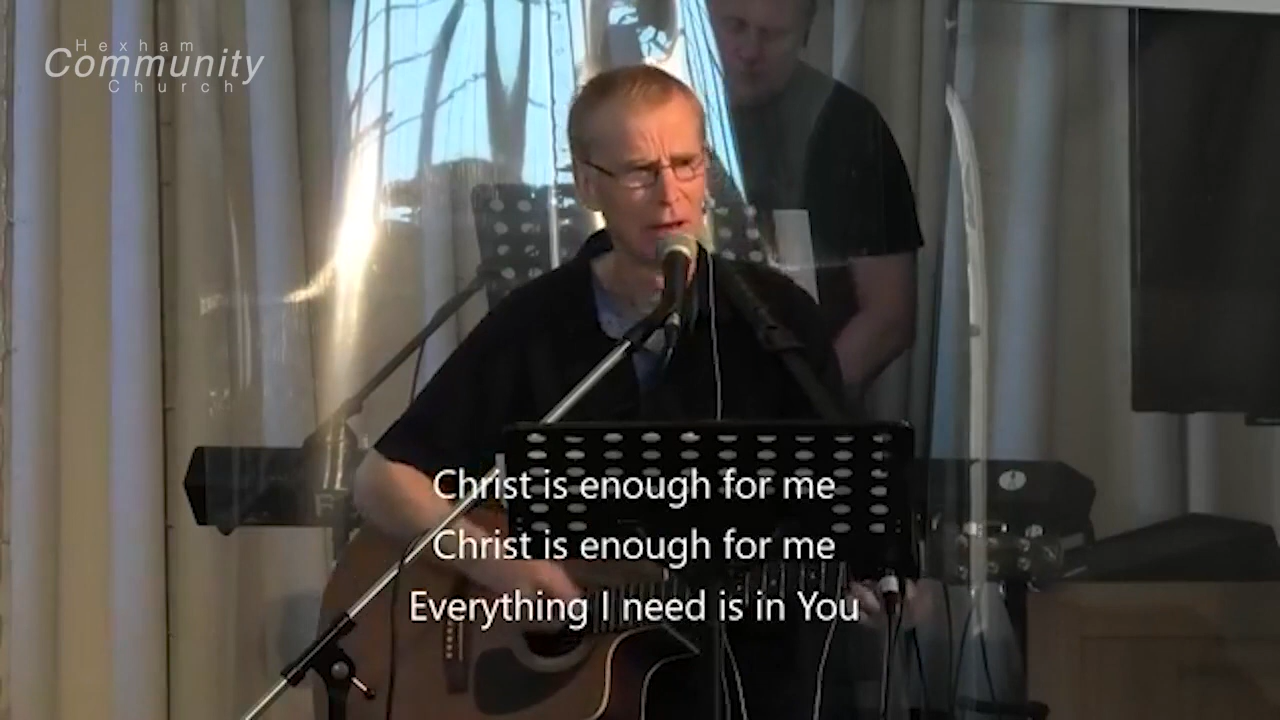 Hexham
Community
Church
Christ is enough for me
Christ is enough for me
Everything I need is in You